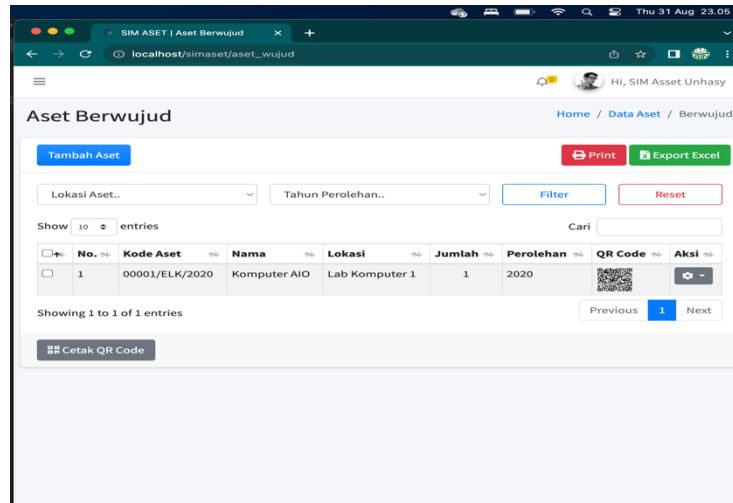 Thu 31 Aug 23.05
SIM ASET | Aset Berwujud
localhost/simaset/aset_wujud
Hi, SIM Asset Unhasy
Aset Berwujud
Home / Data Aset / Berwujud
Tambah Aset
Print
Export Excel
Lokasi Aset..
Tahun Perolehan..
Filter
Reset
Show 10 entries
Cari
No. Kode Aset Nama Lokasi Jumlah Perolehan QR Code Aksi
1 00001/ELK/2020 Komputer AIO Lab Komputer 1 1 2020
Showing 1 to 1 of 1 entries
Previous 1 Next
Cetak QR Code